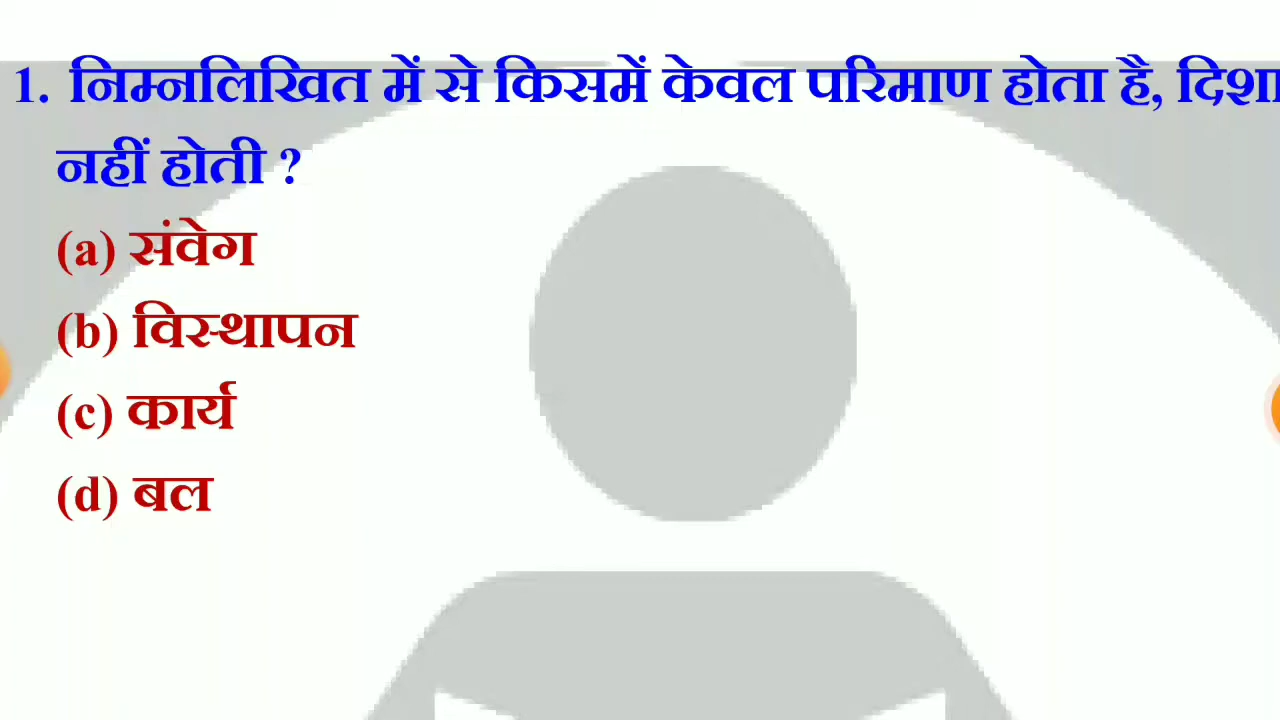 1. निम्नलिखित में से किसमें केवल परिमाण होता है, दिशा
नहीं होती ?
(a) संवेग
(b) विस्थापन
(c) कार्य
(d) बल